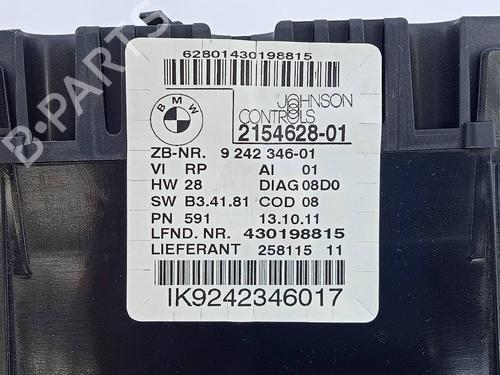 62801430198815
BMW
JOHNSON
CONTROLS
2154628-01
ZB-NR. 9 242 346-01
VI RP AI 01
HW 28 DIAG 08D0
SW B3.41.81 COD 08
PN 591 13.10.11
LFND. NR. 430198815
LIEFERANT 258115 11
IK9242346017